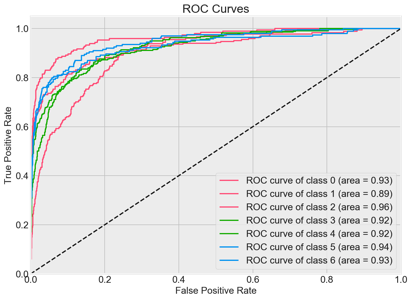 ROC Curves
True Positive Rate
1.0
0.8
0.6
0.4
0.2
0.0
ROC curve of class 0 (area = 0.93)
ROC curve of class 1 (area = 0.89)
ROC curve of class 2 (area = 0.96)
ROC curve of class 3 (area = 0.92)
ROC curve of class 4 (area = 0.92)
ROC curve of class 5 (area = 0.94)
ROC curve of class 6 (area = 0.93)
0.0 0.2 0.4 0.6 0.8 1.0
False Positive Rate